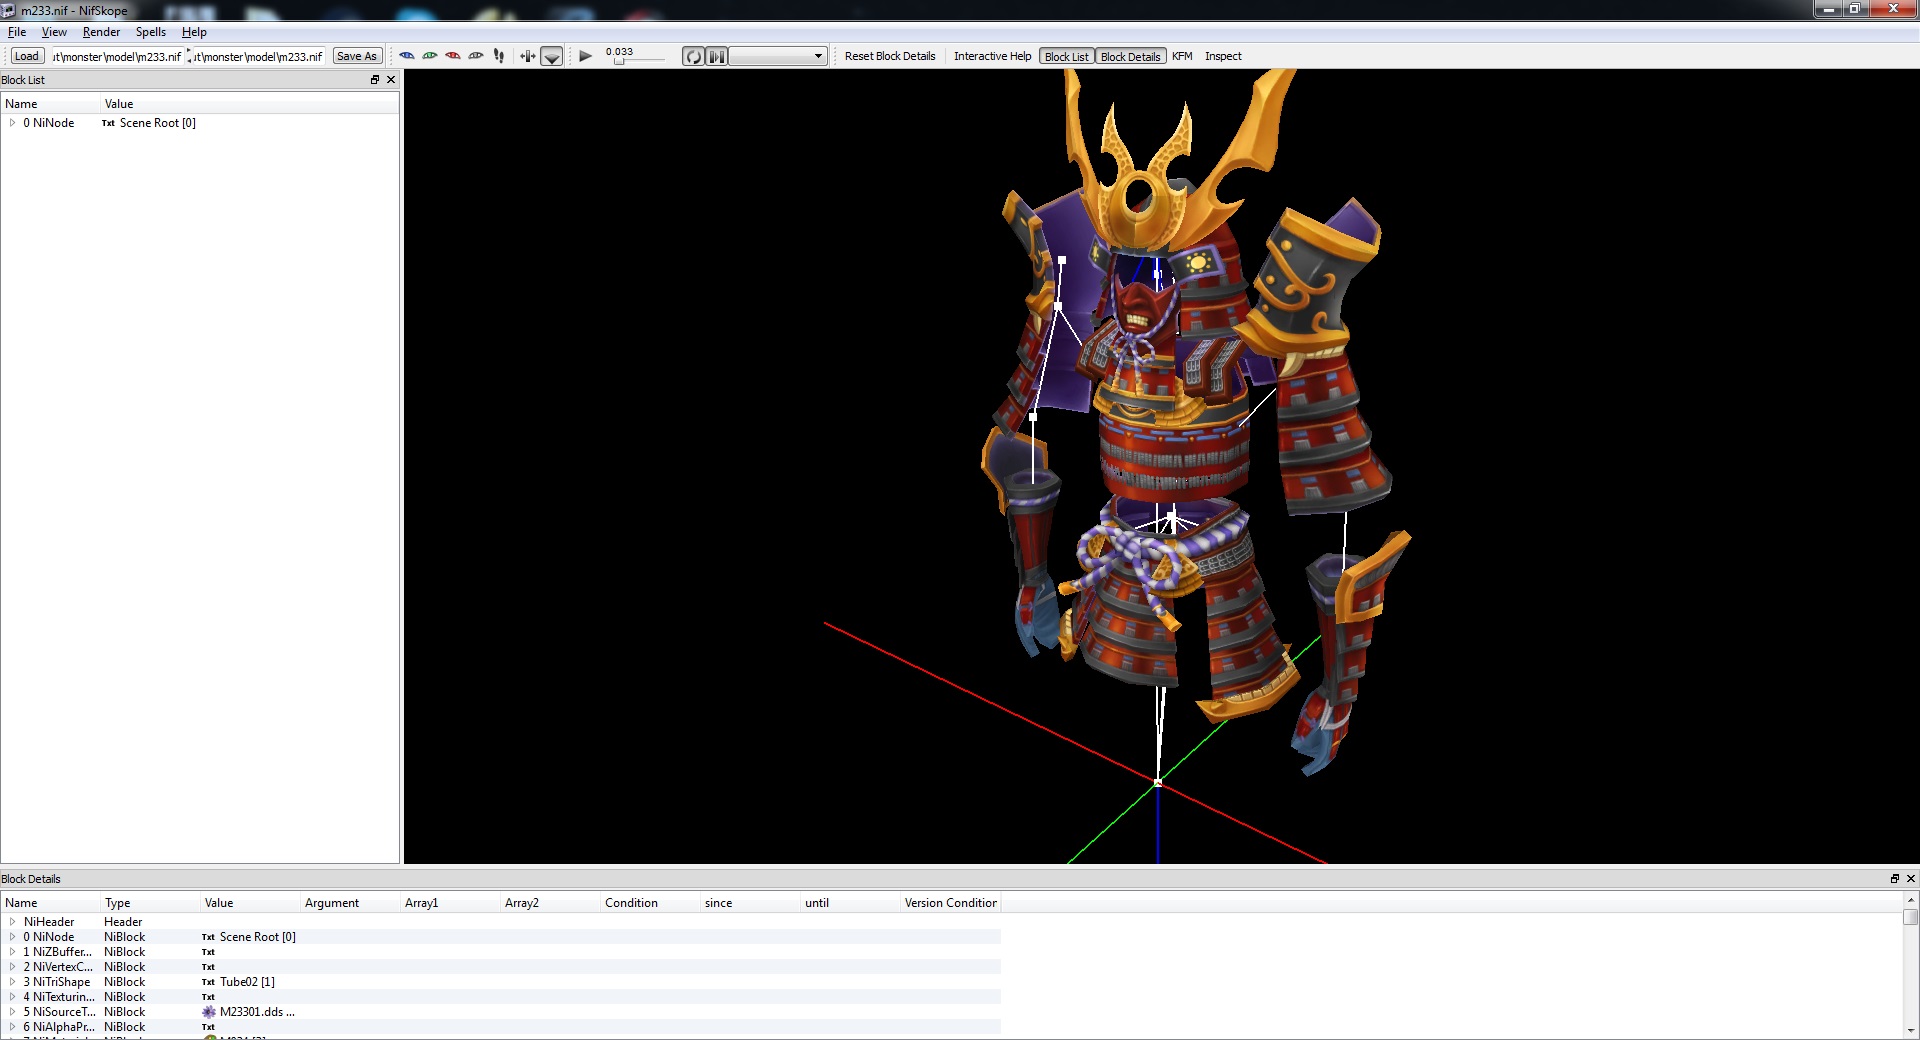 m233.nif - NifSkope
File View Render Spells Help
Load ut\monster\model\m233.nif ut\monster\model\m233.nif Save As 0.033 Reset Block Details Interactive Help Block List Block Details KFM Inspect
Block List
Name Value
0 NiNode Txt Scene Root [0]
Block Details
Name Type Value Argument Array1 Array2 Condition since until Version Condition
NiHeader Header
0 NiNode NiBlock Txt Scene Root [0]
1 NiZBuffer... NiBlock Txt
2 NiVertexC... NiBlock Txt
3 NiTriShape NiBlock Txt Tube02 [1]
4 NiTexturin... NiBlock Txt
5 NiSourceT... NiBlock M23301.dds ...
6 NiAlphaPr... NiBlock Txt